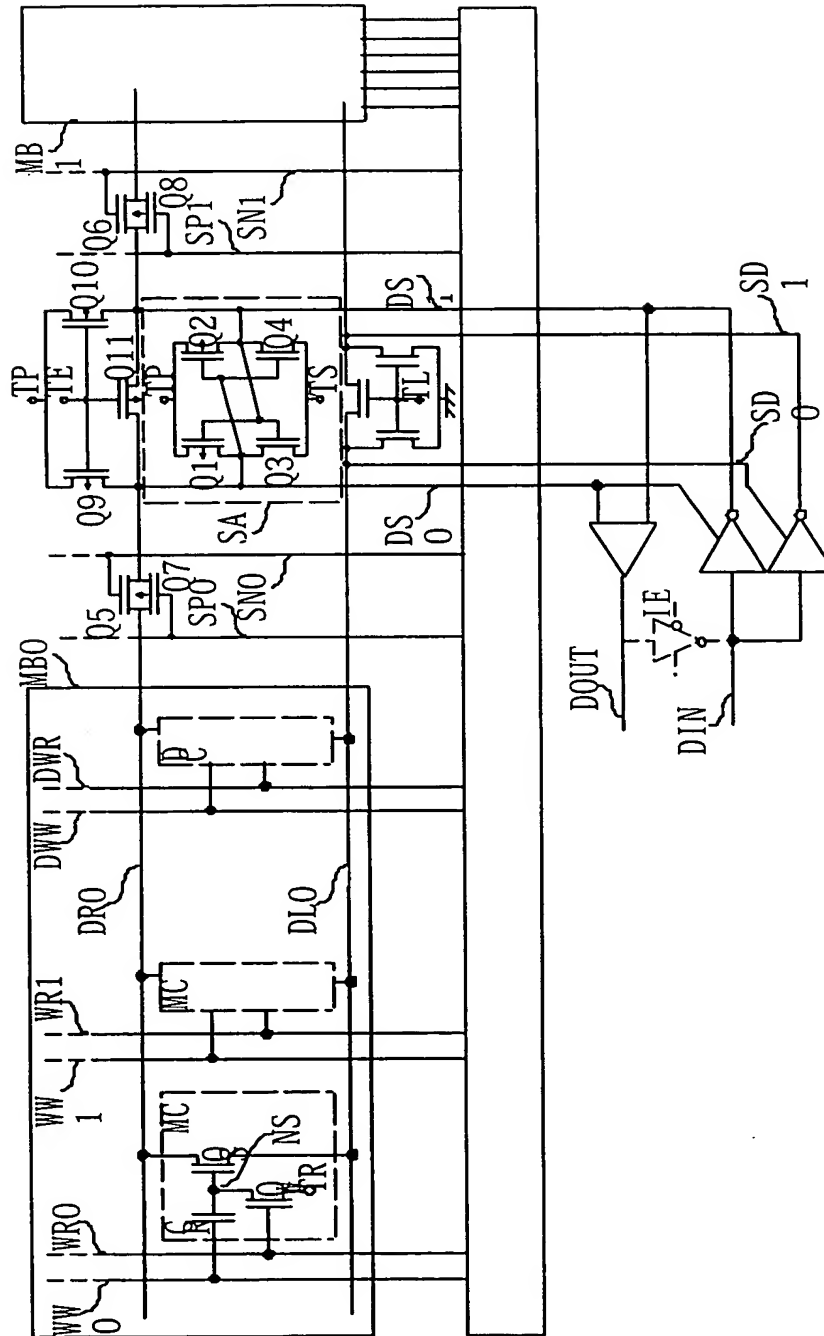 WW
0
WR0
WW
1
WR1
DR0
DWW
DWR
MB0
SP0
SN0
Q5
Q7
Q9
TP
TE
Q10
Q11
Q6
Q8
SP1
SN1
MB
1
MC
NS
TR
MC
DL0
SA
TP
Q1
Q2
Q3
Q4
TS
TL
DS
0
DS
1
SD
0
SD
1
DOUT
IE
DIN